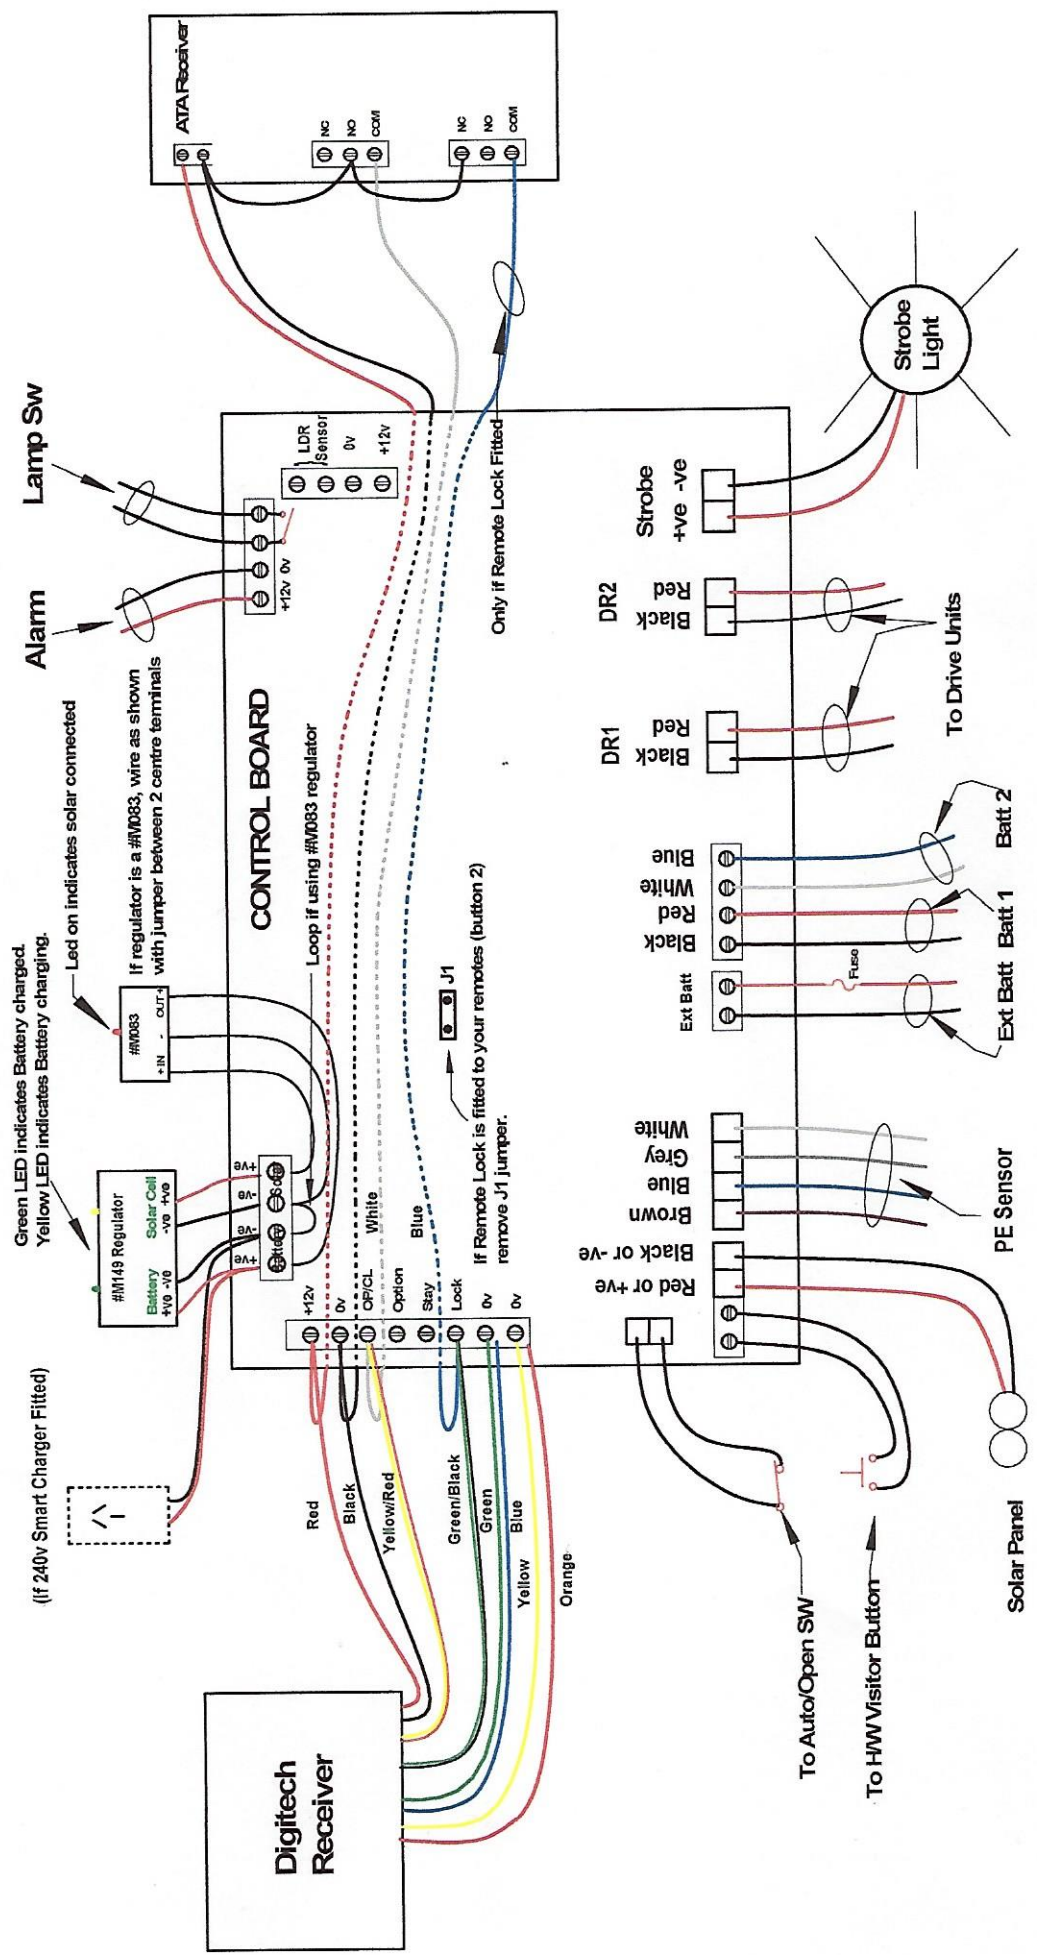 (If 240v Smart Charger Fitted)
Green LED indicates Battery charged.
Yellow LED indicates Battery charging.
Led on indicates solar connected
If regulator is a #M083, wire as shown
with jumper between 2 centre terminals
Alarm
Lamp Sw
#M149 Regulator
Battery
+ve -ve
Solar Cell
-ve +ve
#M083
+ IN
-
OUT +
+ve
-ve
-ve
+ve
Battery
CONTROL BOARD
Loop if using #M083 regulator
+12v 0v
LDR
Sensor
0v
+12v
ATA Receiver
NC
NO
COM
NC
NO
COM
Digitech
Receiver
Red
Black
Yellow/Red
Green/Black
Green
Blue
Yellow
Orange
+12v
0v
OP/CL
Option
Stay
Lock
0v
0v
White
Blue
J1
If Remote Lock is fitted to your remotes (button 2)
remove J1 jumper.
Only if Remote Lock Fitted
Red or +ve
Black or -ve
Brown
Blue
Grey
White
Ext Batt
Black
Red
White
Blue
DR1
Black
Red
DR2
Black
Red
Strobe
+ve -ve
Fuse
To Auto/Open SW
To H/W Visitor Button
Solar Panel
PE Sensor
Ext Batt
Batt 1
Batt 2
To Drive Units
Strobe
Light